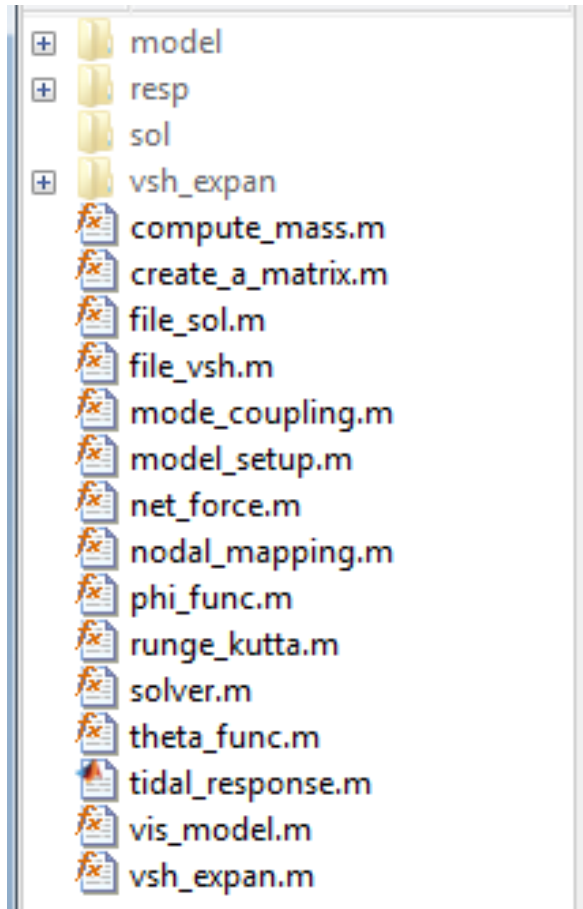 model
resp
sol
vsh_expan
compute_mass.m
create_a_matrix.m
file_sol.m
file_vsh.m
mode_coupling.m
model_setup.m
net_force.m
nodal_mapping.m
phi_func.m
runge_kutta.m
solver.m
theta_func.m
tidal_response.m
vis_model.m
vsh_expan.m